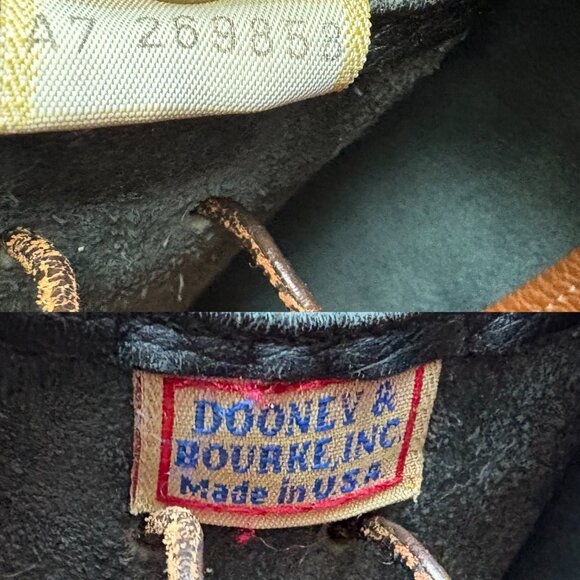 A7 269858
DOONEY &
BOURKE, INC.
Made in U.S.A